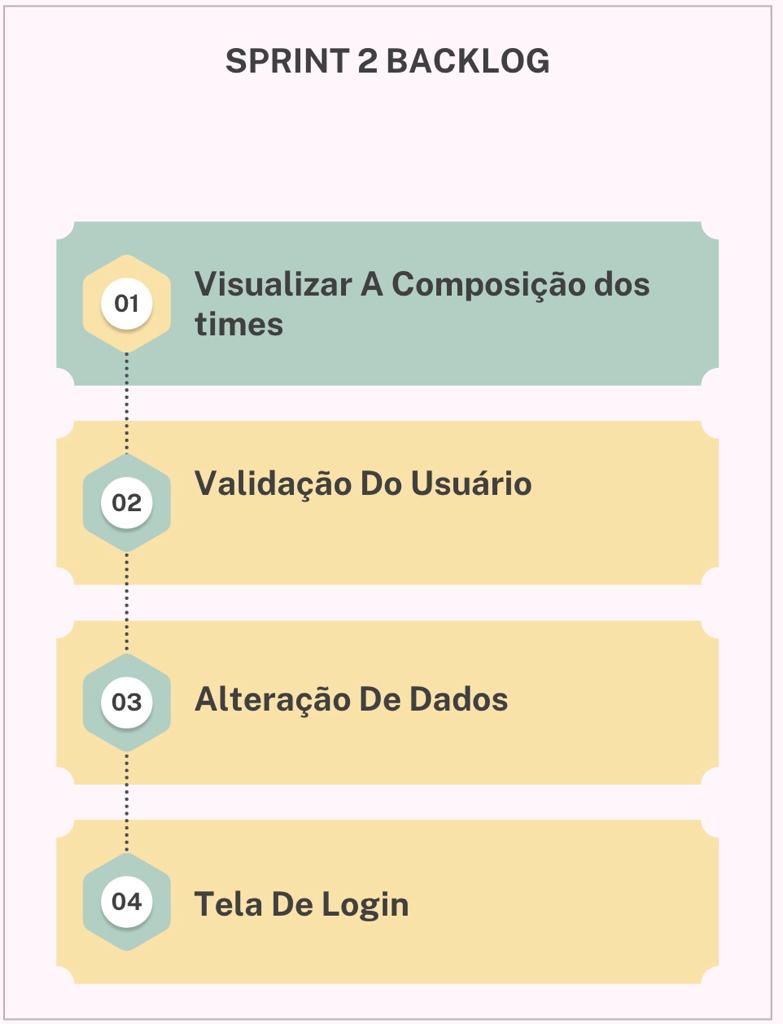 SPRINT 2 BACKLOG
01
Visualizar A Composição dos
times
02
Validação Do Usuário
03
Alteração De Dados
04
Tela De Login